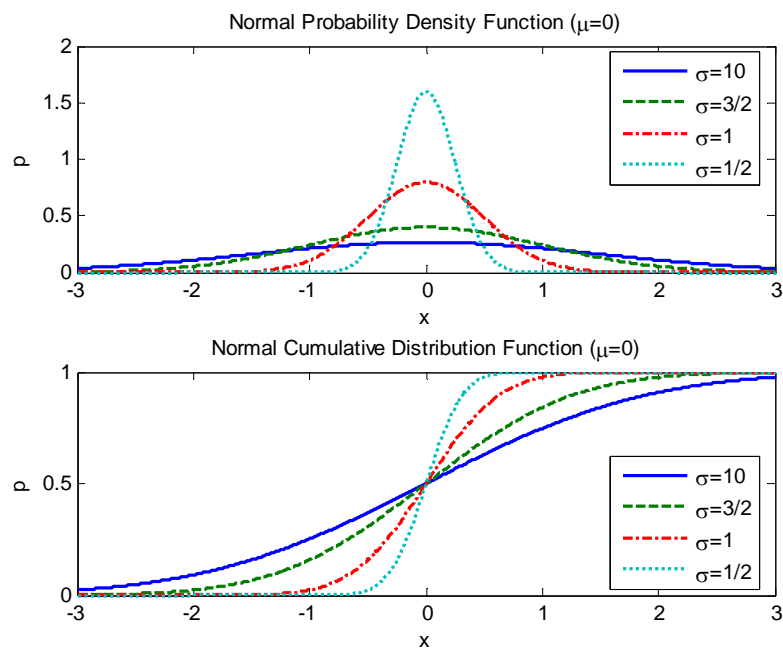 Normal Probability Density Function (μ=0)
2
1.5
1
0.5
0
p
-3 -2 -1 0 1 2 3
x
σ=10
σ=3/2
σ=1
σ=1/2
Normal Cumulative Distribution Function (μ=0)
1
0.5
0
p
-3 -2 -1 0 1 2 3
x
σ=10
σ=3/2
σ=1
σ=1/2